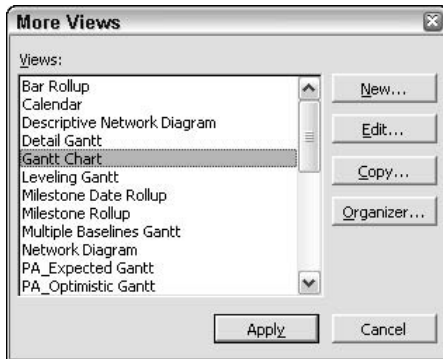 More Views
Views:
Bar Rollup
Calendar
Descriptive Network Diagram
Detail Gantt
Gantt Chart
Leveling Gantt
Milestone Date Rollup
Milestone Rollup
Multiple Baselines Gantt
Network Diagram
PA_Expected Gantt
PA_Optimistic Gantt
New...
Edit...
Copy...
Organizer...
Apply
Cancel